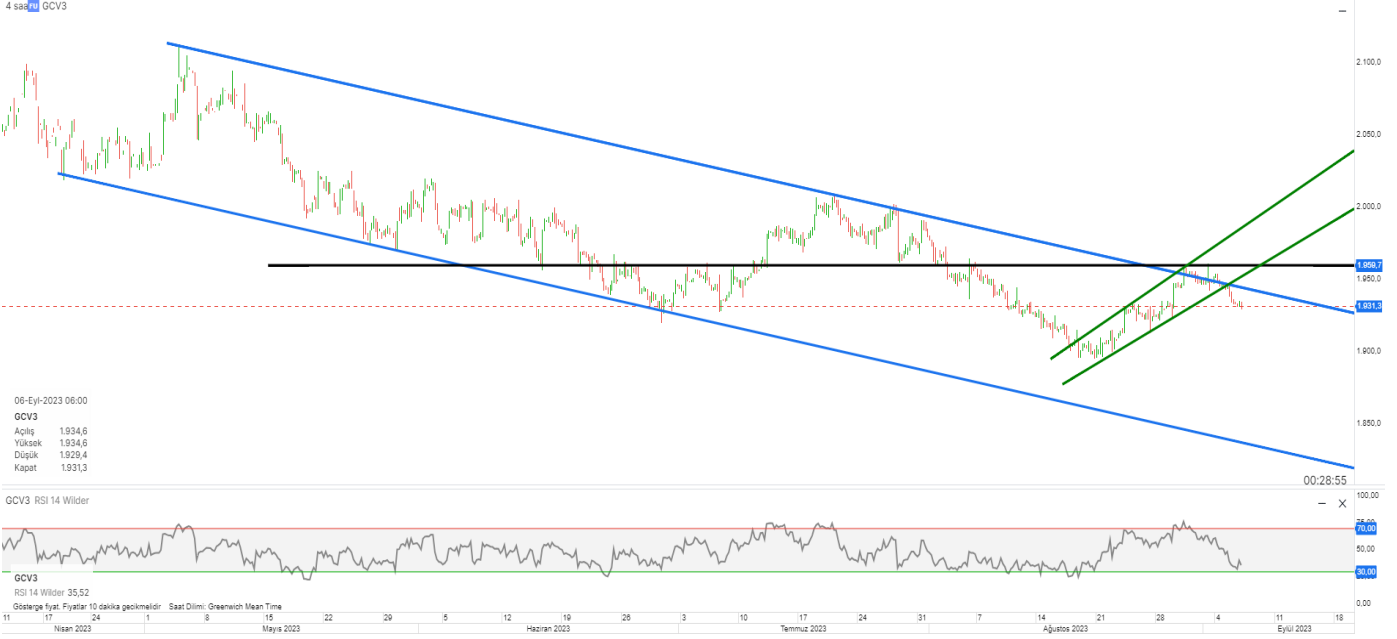 4 saa ru GCV3
2.100,0
2.050,0
2.000,0
1.959,7
1.950,0
1.931,3
1.900,0
1.850,0
06-Eyl-2023 06:00
GCV3
Açılış 1.934,6
Yüksek 1.934,6
Düşük 1.929,4
Kapat 1.931,3
00:28:55
GCV3 RSI 14 Wilder
100,00
70,00
50,00
30,00
0,00
GCV3
RSI 14 Wilder 35,52
Gösterge fiyat. Fiyatlar 10 dakika gecikmelidir Saat Dilimi: Greenwich Mean Time
11 17 24 1 8 15 22 29 5 12 19 26 3 10 17 24 31 7 14 21 28 4 11 18
Nisan 2023 Mayıs 2023 Haziran 2023 Temmuz 2023 Ağustos 2023 Eylül 2023